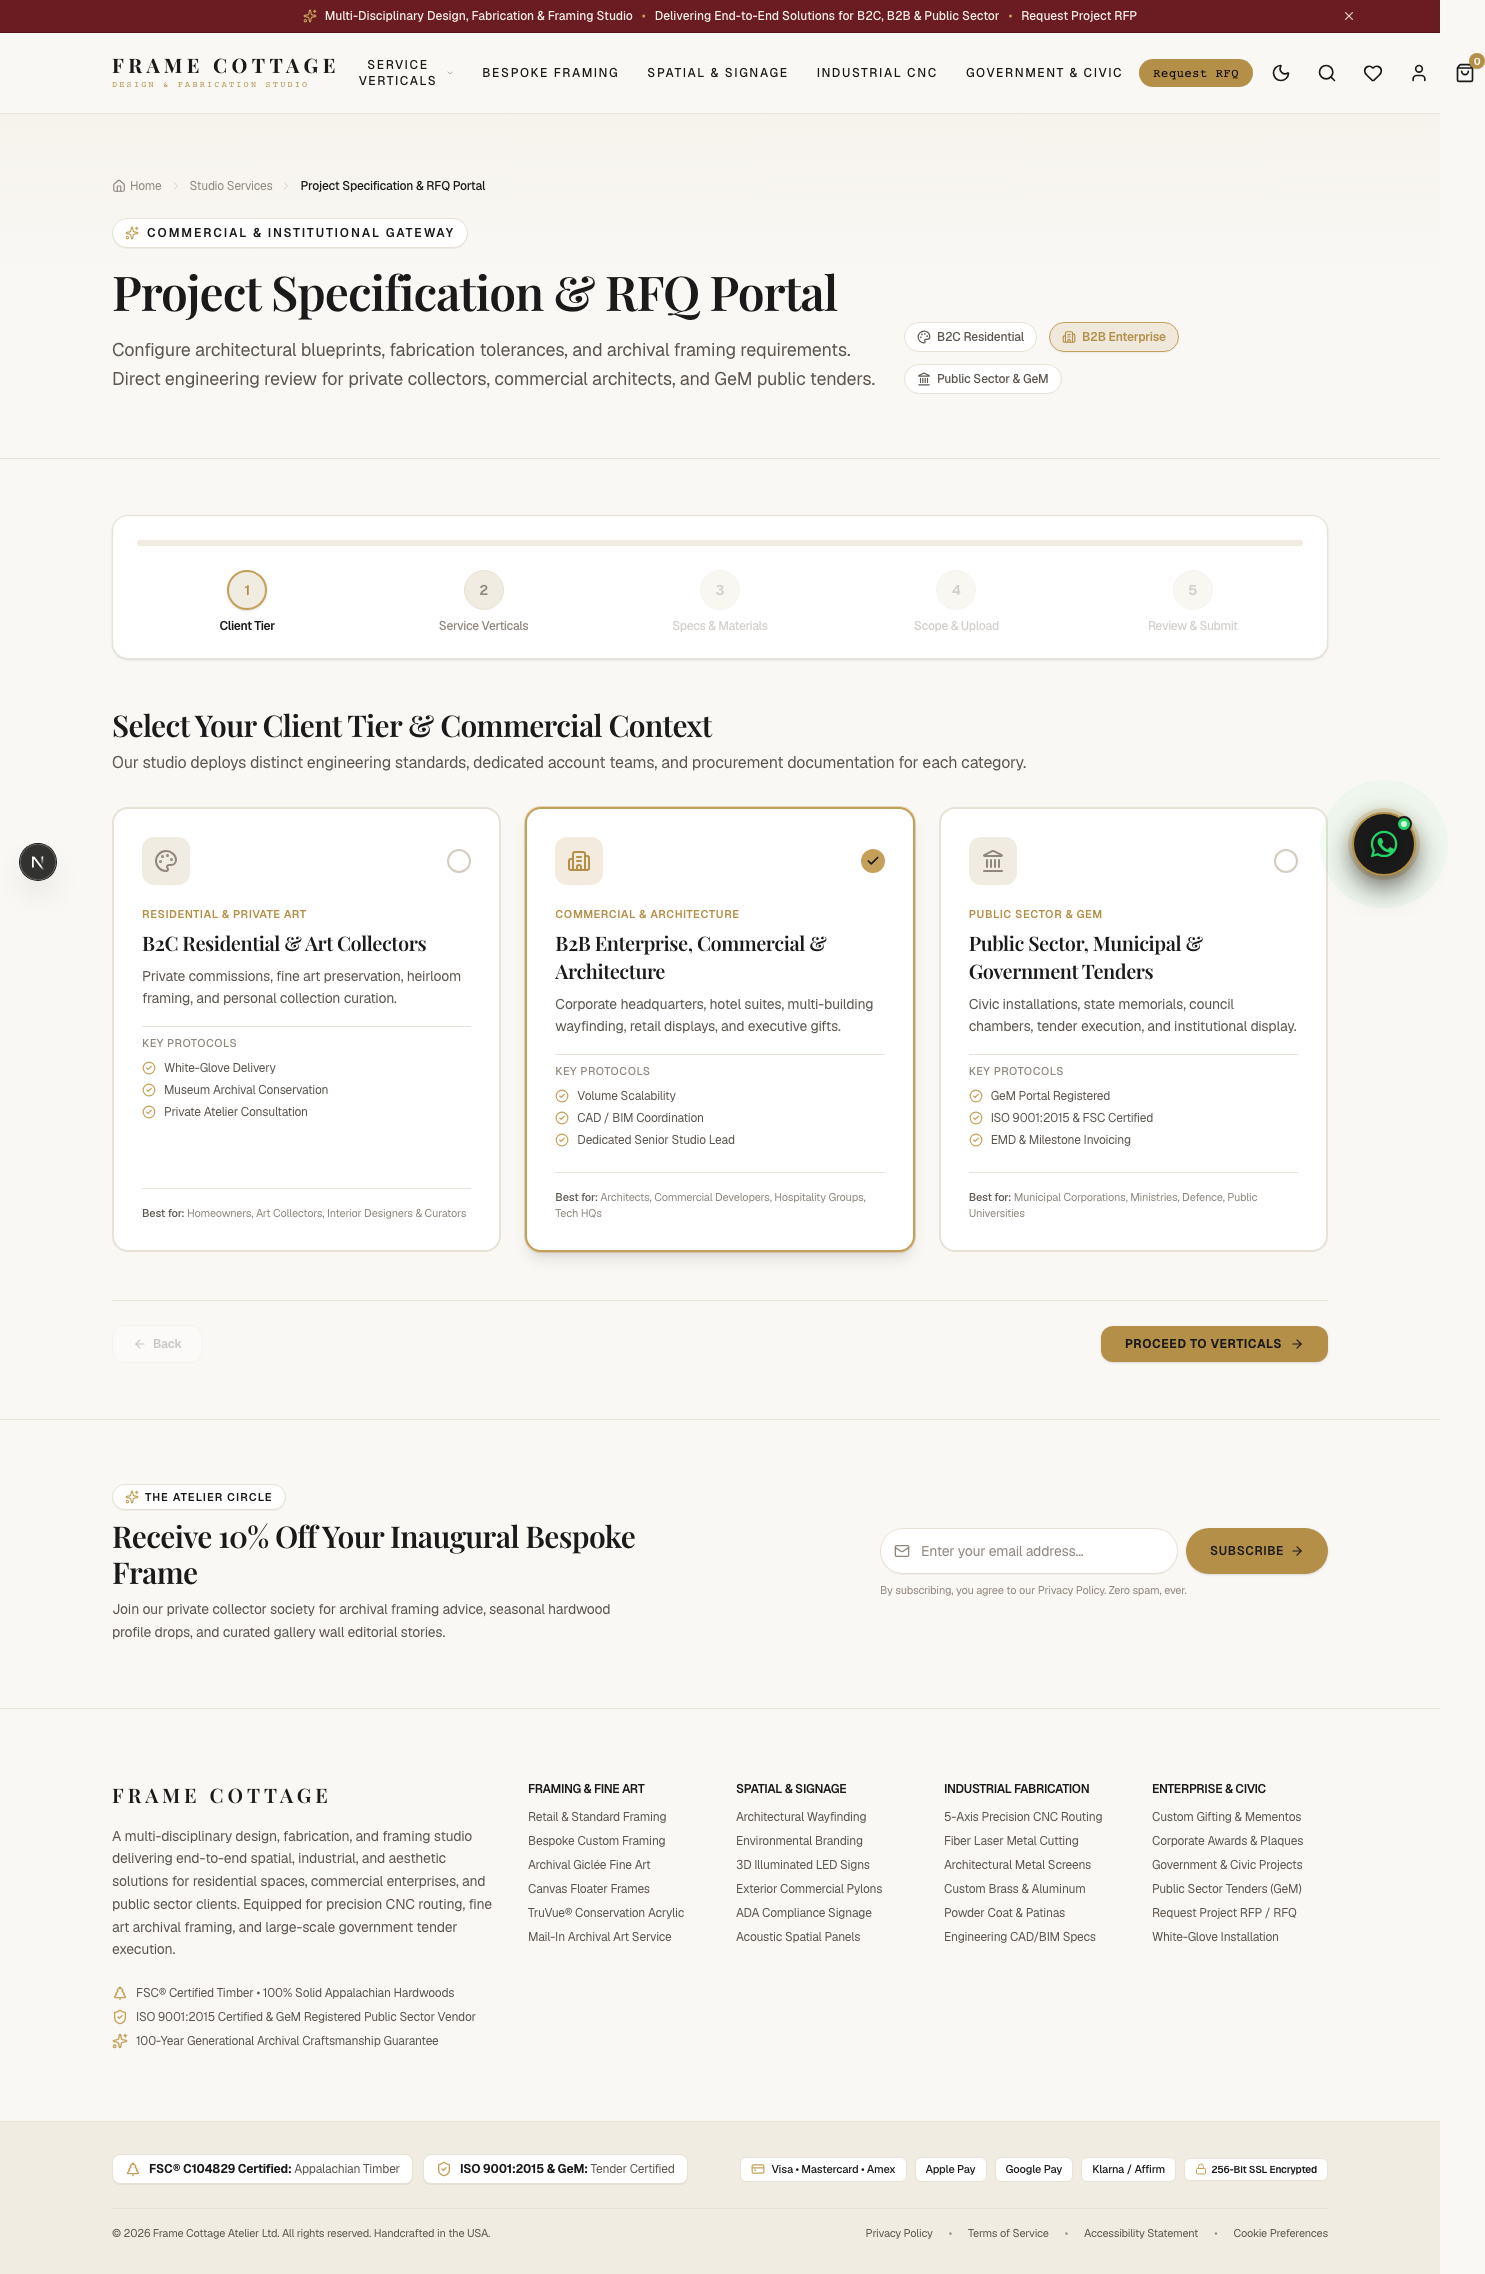 Multi-Disciplinary Design, Fabrication & Framing Studio • Delivering End-to-End Solutions for B2C, B2B & Public Sector • Request Project RFP
FRAME COTTAGE
DESIGN & FABRICATION STUDIO
SERVICE
VERTICALS
BESPOKE FRAMING
SPATIAL & SIGNAGE
INDUSTRIAL CNC
GOVERNMENT & CIVIC
Request RFQ
0
Home
Studio Services
Project Specification & RFQ Portal
COMMERCIAL & INSTITUTIONAL GATEWAY
Project Specification & RFQ Portal
Configure architectural blueprints, fabrication tolerances, and archival framing requirements.
Direct engineering review for private collectors, commercial architects, and GeM public tenders.
B2C Residential
B2B Enterprise
Public Sector & GeM
1
2
3
4
5
Client Tier
Service Verticals
Specs & Materials
Scope & Upload
Review & Submit
Select Your Client Tier & Commercial Context
Our studio deploys distinct engineering standards, dedicated account teams, and procurement documentation for each category.
N
RESIDENTIAL & PRIVATE ART
B2C Residential & Art Collectors
Private commissions, fine art preservation, heirloom
framing, and personal collection curation.
KEY PROTOCOLS
White-Glove Delivery
Museum Archival Conservation
Private Atelier Consultation
Best for: Homeowners, Art Collectors, Interior Designers & Curators
COMMERCIAL & ARCHITECTURE
B2B Enterprise, Commercial &
Architecture
Corporate headquarters, hotel suites, multi-building
wayfinding, retail displays, and executive gifts.
KEY PROTOCOLS
Volume Scalability
CAD / BIM Coordination
Dedicated Senior Studio Lead
Best for: Architects, Commercial Developers, Hospitality Groups,
Tech HQs
PUBLIC SECTOR & GEM
Public Sector, Municipal &
Government Tenders
Civic installations, state memorials, council
chambers, tender execution, and institutional display.
KEY PROTOCOLS
GeM Portal Registered
ISO 9001:2015 & FSC Certified
EMD & Milestone Invoicing
Best for: Municipal Corporations, Ministries, Defence, Public
Universities
Back
PROCEED TO VERTICALS
THE ATELIER CIRCLE
Receive 10% Off Your Inaugural Bespoke
Frame
Join our private collector society for archival framing advice, seasonal hardwood
profile drops, and curated gallery wall editorial stories.
Enter your email address...
SUBSCRIBE
By subscribing, you agree to our Privacy Policy. Zero spam, ever.
FRAME COTTAGE
A multi-disciplinary design, fabrication, and framing studio
delivering end-to-end spatial, industrial, and aesthetic
solutions for residential spaces, commercial enterprises, and
public sector clients. Equipped for precision CNC routing, fine
art archival framing, and large-scale government tender
execution.
FSC® Certified Timber • 100% Solid Appalachian Hardwoods
ISO 9001:2015 Certified & GeM Registered Public Sector Vendor
100-Year Generational Archival Craftsmanship Guarantee
FRAMING & FINE ART
Retail & Standard Framing
Bespoke Custom Framing
Archival Giclée Fine Art
Canvas Floater Frames
TruVue® Conservation Acrylic
Mail-In Archival Art Service
SPATIAL & SIGNAGE
Architectural Wayfinding
Environmental Branding
3D Illuminated LED Signs
Exterior Commercial Pylons
ADA Compliance Signage
Acoustic Spatial Panels
INDUSTRIAL FABRICATION
5-Axis Precision CNC Routing
Fiber Laser Metal Cutting
Architectural Metal Screens
Custom Brass & Aluminum
Powder Coat & Patinas
Engineering CAD/BIM Specs
ENTERPRISE & CIVIC
Custom Gifting & Mementos
Corporate Awards & Plaques
Government & Civic Projects
Public Sector Tenders (GeM)
Request Project RFP / RFQ
White-Glove Installation
FSC® C104829 Certified: Appalachian Timber
ISO 9001:2015 & GeM: Tender Certified
Visa • Mastercard • Amex
Apple Pay
Google Pay
Klarna / Affirm
256-Bit SSL Encrypted
© 2026 Frame Cottage Atelier Ltd. All rights reserved. Handcrafted in the USA.
Privacy Policy • Terms of Service • Accessibility Statement • Cookie Preferences